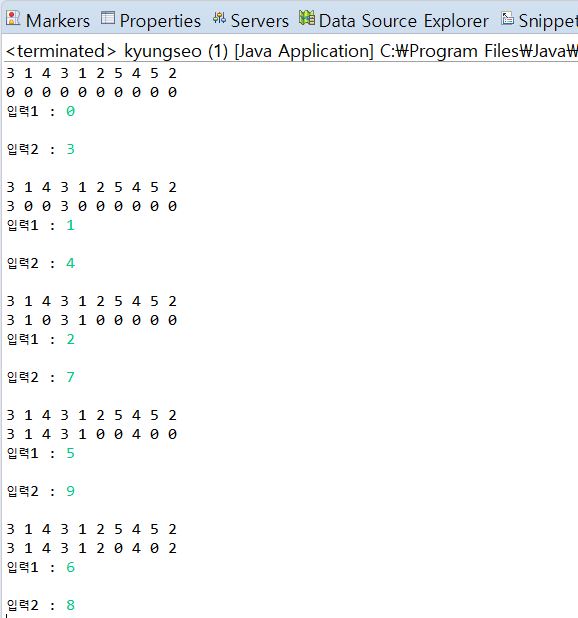 Markers Properties Servers Data Source Explorer Snippet
<terminated> kyungseo (1) [Java Application] C:₩Program Files₩Java₩
3 1 4 3 1 2 5 4 5 2
0 0 0 0 0 0 0 0 0 0
입력1 : 0
입력2 : 3
3 1 4 3 1 2 5 4 5 2
3 0 0 3 0 0 0 0 0 0
입력1 : 1
입력2 : 4
3 1 4 3 1 2 5 4 5 2
3 1 0 3 1 0 0 0 0 0
입력1 : 2
입력2 : 7
3 1 4 3 1 2 5 4 5 2
3 1 4 3 1 0 0 4 0 0
입력1 : 5
입력2 : 9
3 1 4 3 1 2 5 4 5 2
3 1 4 3 1 2 0 4 0 2
입력1 : 6
입력2 : 8